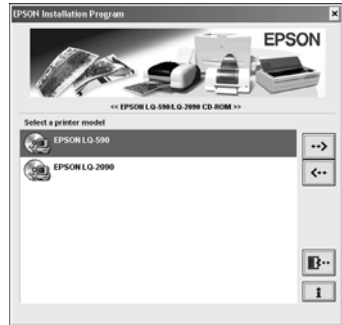 EPSON Installation Program
EPSON
<< EPSON LQ-590/LQ-2090 CD-ROM >>
Select a printer model
EPSON LQ-590
EPSON LQ-2090